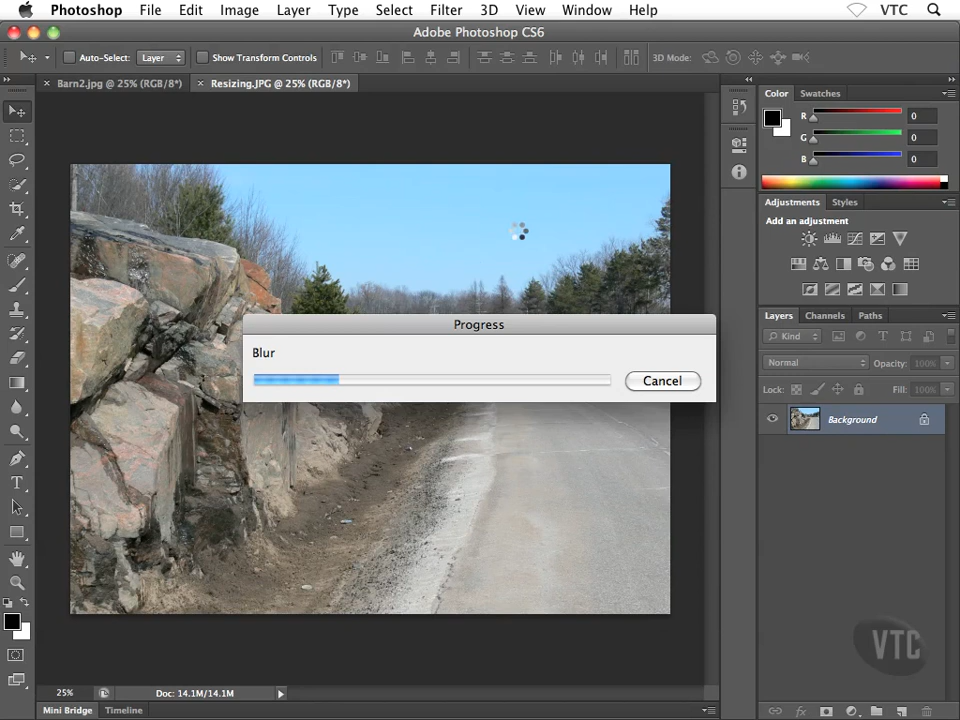 Photoshop File Edit Image Layer Type Select Filter 3D View Window Help VTC
Adobe Photoshop CS6
Auto-Select: Layer Show Transform Controls 3D Mode:
Barn2.jpg @ 25% (RGB/8*) Resizing.JPG @ 25% (RGB/8*)
Color Swatches
R 0
G 0
B 0
Adjustments Styles
Add an adjustment
Layers Channels Paths
Kind
Normal Opacity: 100%
Lock: Fill: 100%
Background
Progress
Blur
Cancel
VTC
25% Doc: 14.1M/14.1M
Mini Bridge Timeline